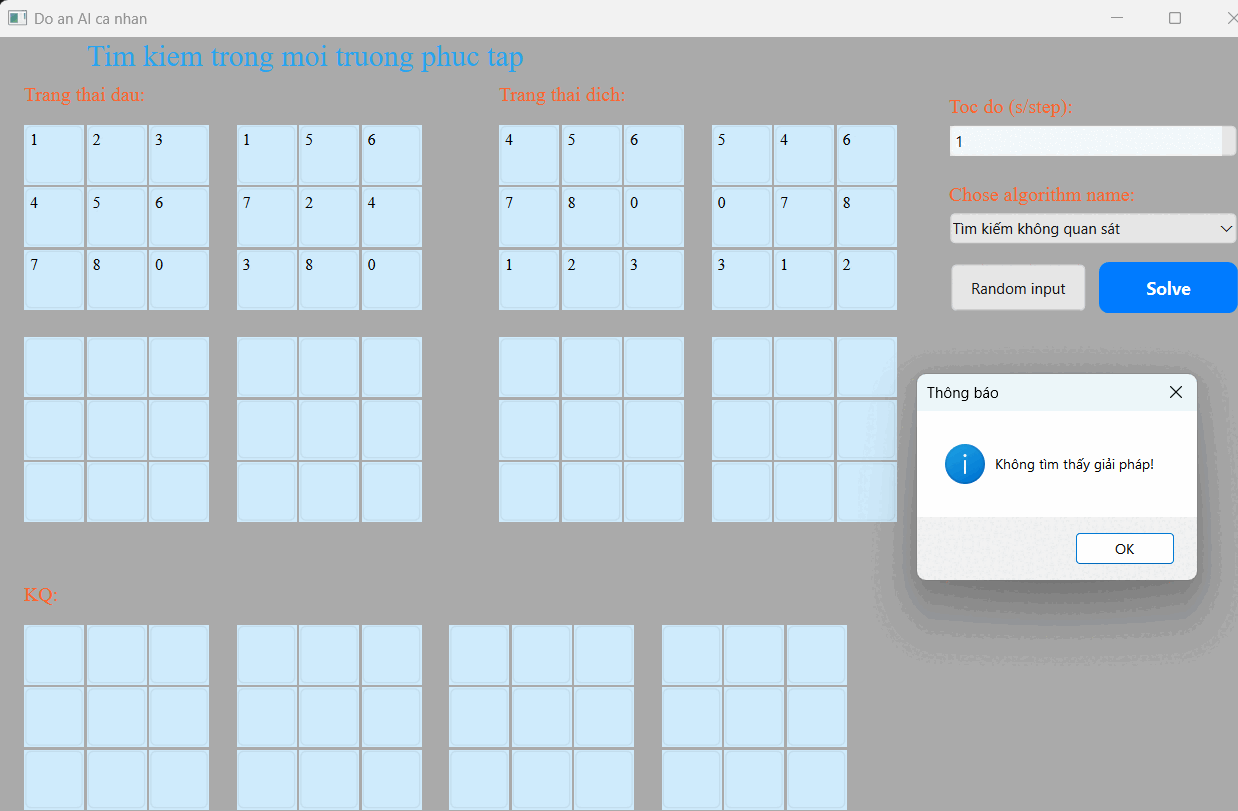 Do an AI ca nhan
Tim kiem trong moi truong phuc tap
Trang thai dau:
Trang thai dich:
Toc do (s/step):
1
1 2 3 1 5 6 4 5 6 5 4 6
4 5 6 7 2 4 7 8 0 0 7 8
7 8 0 3 8 0 1 2 3 3 1 2
Chose algorithm name:
Tìm kiếm không quan sát
Random input
Solve
Thông báo
Không tìm thấy giải pháp!
OK
KQ: